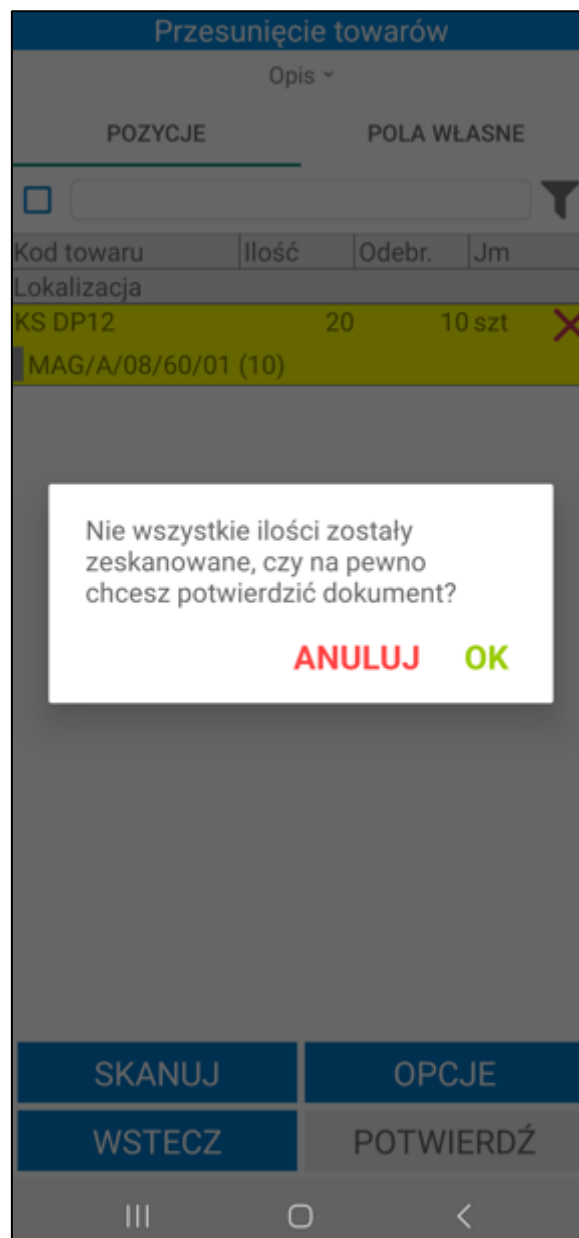 Przesunięcie towarów
Opis
POZYCJE POLA WŁASNE
Kod towaru Ilość Odebr. Jm
Lokalizacja
KS DP12 20 10 szt
MAG/A/08/60/01 (10)
Nie wszystkie ilości zostały
zeskanowane, czy na pewno
chcesz potwierdzić dokument?
ANULUJ OK
SKANUJ OPCJE
WSTECZ POTWIERDŹ